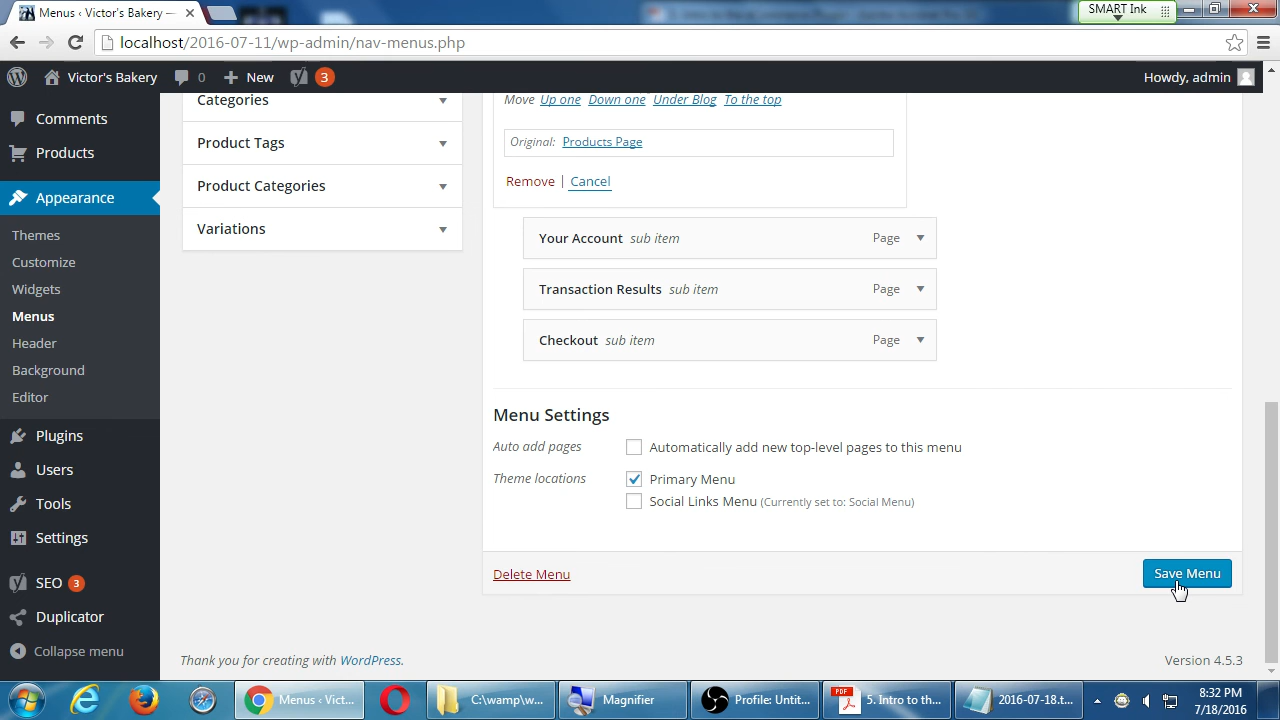 Menus ‹ Victor's Bakery —
SMART Ink
localhost/2016-07-11/wp-admin/nav-menus.php
Victor's Bakery 0 New 3
Howdy, admin
Comments
Products
Appearance
Themes
Customize
Widgets
Menus
Header
Background
Editor
Plugins
Users
Tools
Settings
SEO 3
Duplicator
Collapse menu
Categories
Product Tags
Product Categories
Variations
Move Up one Down one Under Blog To the top
Original: Products Page
Remove | Cancel
Your Account sub item Page
Transaction Results sub item Page
Checkout sub item Page
Menu Settings
Auto add pages Automatically add new top-level pages to this menu
Theme locations Primary Menu
Social Links Menu (Currently set to: Social Menu)
Delete Menu
Save Menu
Thank you for creating with WordPress.
Version 4.5.3
Menus ‹ Vict...
C:\wamp\w...
Magnifier
Profile: Untit...
PDF
5. Intro to th...
2016-07-18.t...
8:32 PM
7/18/2016